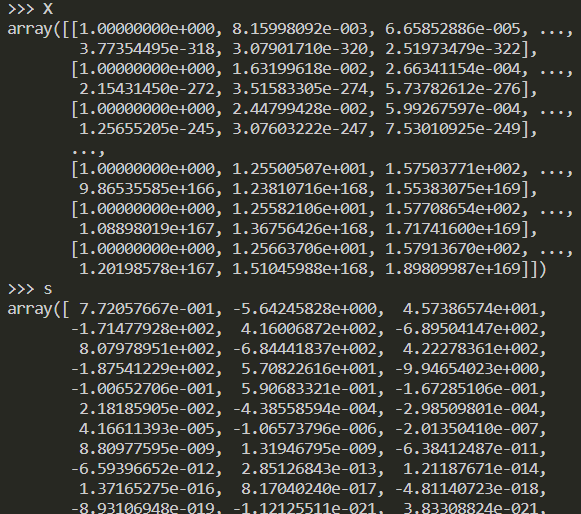 >>> X
array([[1.00000000e+000, 8.15998092e-003, 6.65852886e-005, ...,
3.77354495e-318, 3.07901710e-320, 2.51973479e-322],
[1.00000000e+000, 1.63199618e-002, 2.66341154e-004, ...,
2.15431450e-272, 3.51583305e-274, 5.73782612e-276],
[1.00000000e+000, 2.44799428e-002, 5.99267597e-004, ...,
1.25655205e-245, 3.07603222e-247, 7.53010925e-249],
...,
[1.00000000e+000, 1.25500507e+001, 1.57503771e+002, ...,
9.86535585e+166, 1.23810716e+168, 1.55383075e+169],
[1.00000000e+000, 1.25582106e+001, 1.57708654e+002, ...,
1.08898019e+167, 1.36756426e+168, 1.71741600e+169],
[1.00000000e+000, 1.25663706e+001, 1.57913670e+002, ...,
1.20198578e+167, 1.51045988e+168, 1.89809987e+169]])
>>> s
array([ 7.72057667e-001, -5.64245828e+000, 4.57386574e+001,
-1.71477928e+002, 4.16006872e+002, -6.89504147e+002,
8.07978951e+002, -6.84441837e+002, 4.22278361e+002,
-1.87541229e+002, 5.70822616e+001, -9.94654023e+000,
-1.00652706e-001, 5.90683321e-001, -1.67285106e-001,
2.18185905e-002, -4.38558594e-004, -2.98509801e-004,
4.16611393e-005, -1.06573796e-006, -2.01350410e-007,
8.80977595e-009, 1.31946795e-009, -6.38412487e-011,
-6.59396652e-012, 2.85126843e-013, 1.21187671e-014,
1.37165275e-016, 8.17040240e-017, -4.81140723e-018,
-8.93106948e-019, -1.12125511e-021, 3.83308824e-021,